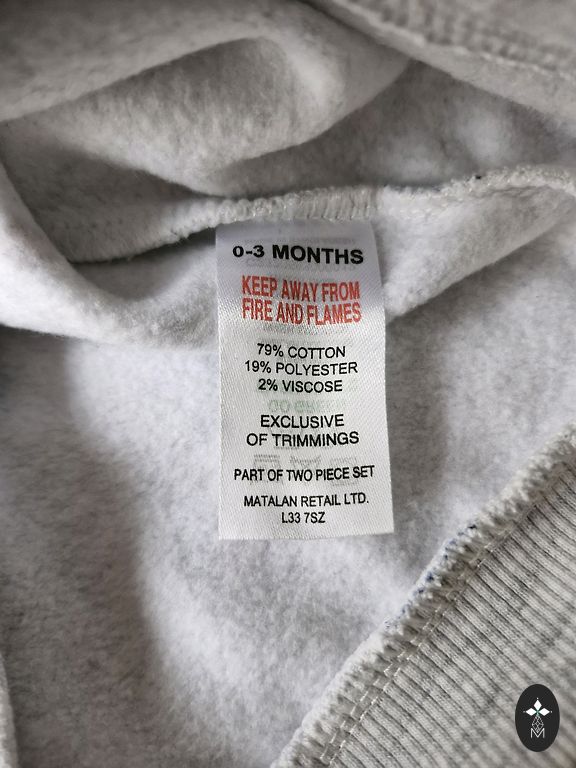 0-3 MONTHS
KEEP AWAY FROM
FIRE AND FLAMES
79% COTTON
19% POLYESTER
2% VISCOSE
EXCLUSIVE
OF TRIMMINGS
PART OF TWO PIECE SET
MATALAN RETAIL LTD.
L33 7SZ
M